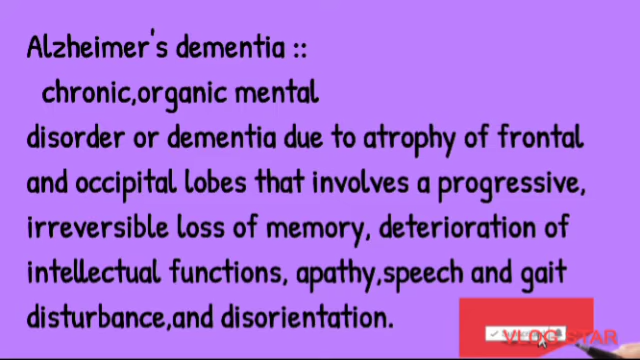 Alzheimer's dementia ::
chronic,organic mental
disorder or dementia due to atrophy of frontal
and occipital lobes that involves a progressive,
irreversible loss of memory, deterioration of
intellectual functions, apathy,speech and gait
disturbance,and disorientation.
VLOG STAR